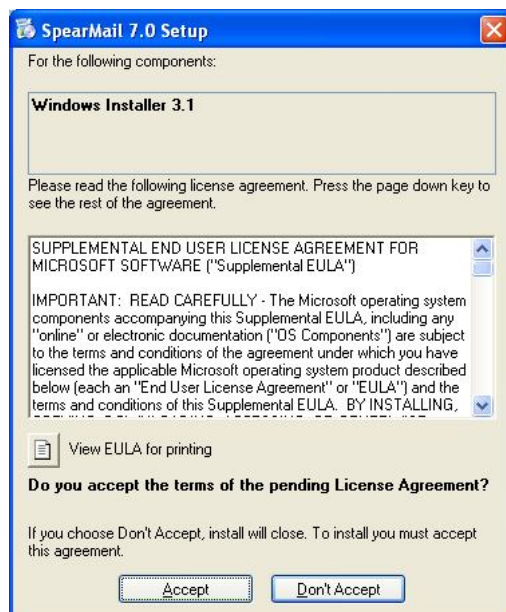 SpearMail 7.0 Setup
For the following components:
Windows Installer 3.1
Please read the following license agreement. Press the page down key to
see the rest of the agreement.
SUPPLEMENTAL END USER LICENSE AGREEMENT FOR
MICROSOFT SOFTWARE ("Supplemental EULA")
IMPORTANT: READ CAREFULLY - The Microsoft operating system
components accompanying this Supplemental EULA, including any
"online" or electronic documentation ("OS Components") are subject
to the terms and conditions of the agreement under which you have
licensed the applicable Microsoft operating system product described
below (each an "End User License Agreement" or "EULA") and the
terms and conditions of this Supplemental EULA. BY INSTALLING,
View EULA for printing
Do you accept the terms of the pending License Agreement?
If you choose Don't Accept, install will close. To install you must accept
this agreement.
Accept
Don't Accept